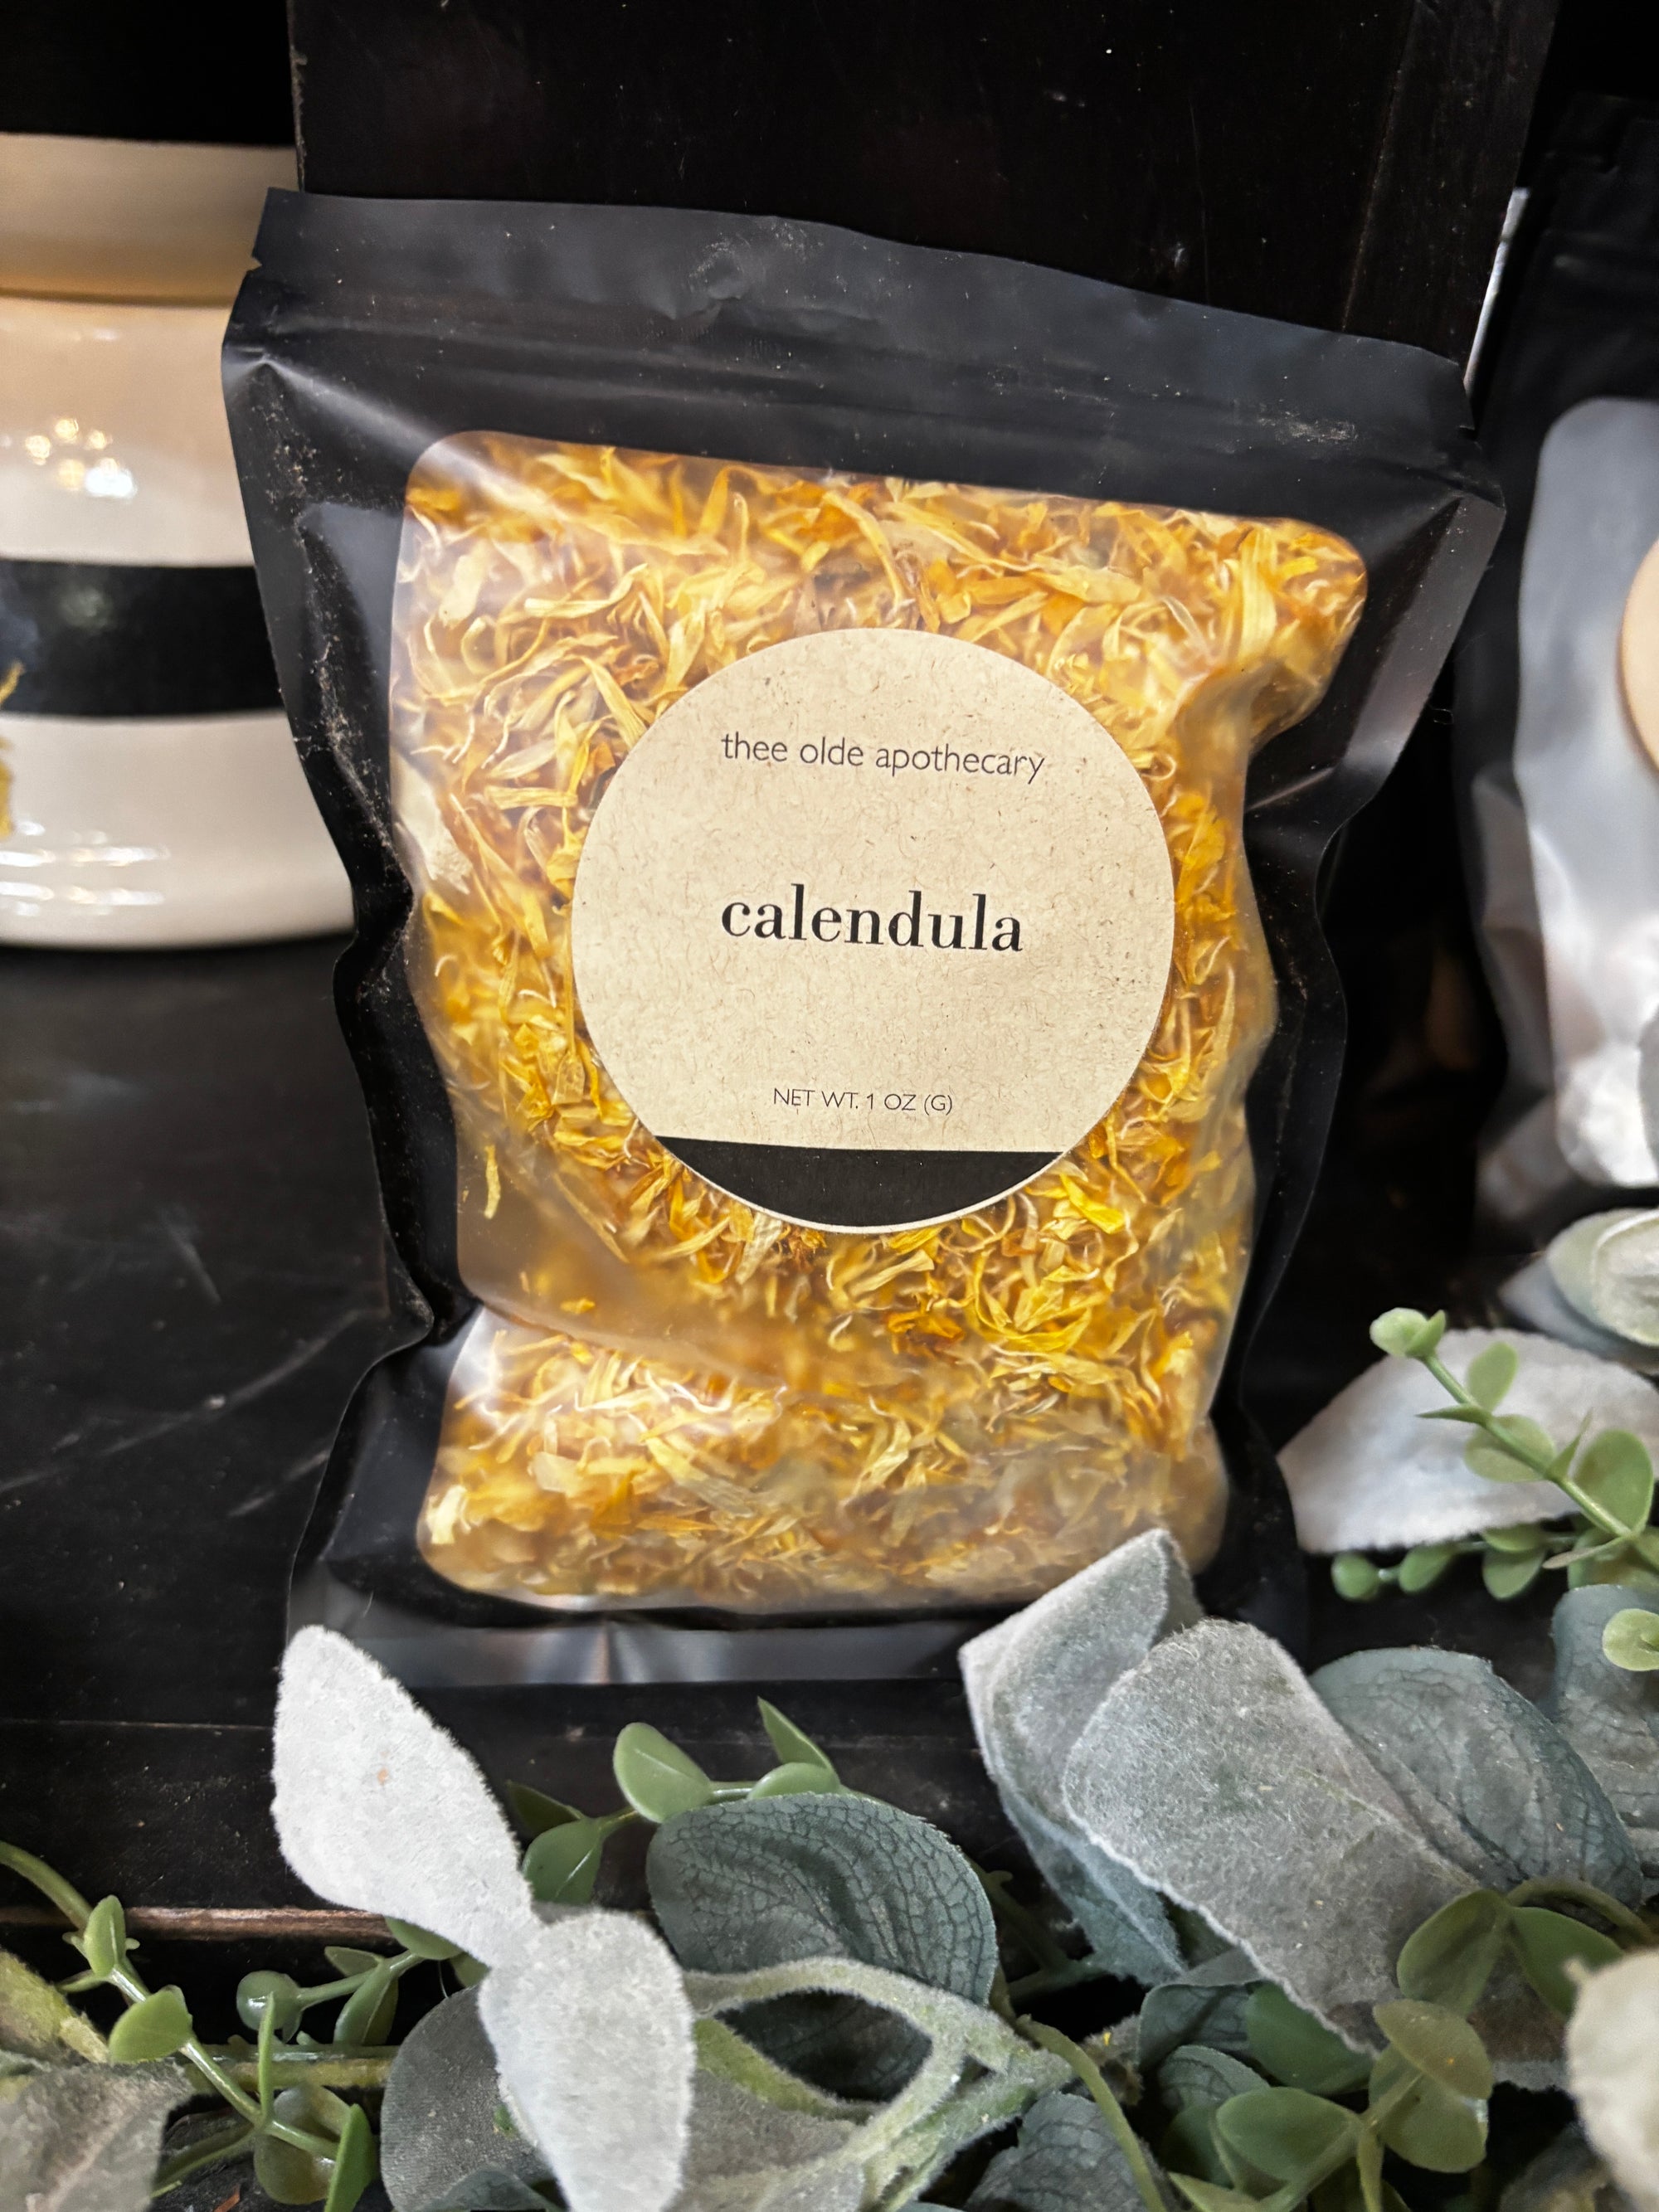 thee olde apothecary
calendula
NET WT. 1 OZ (G)